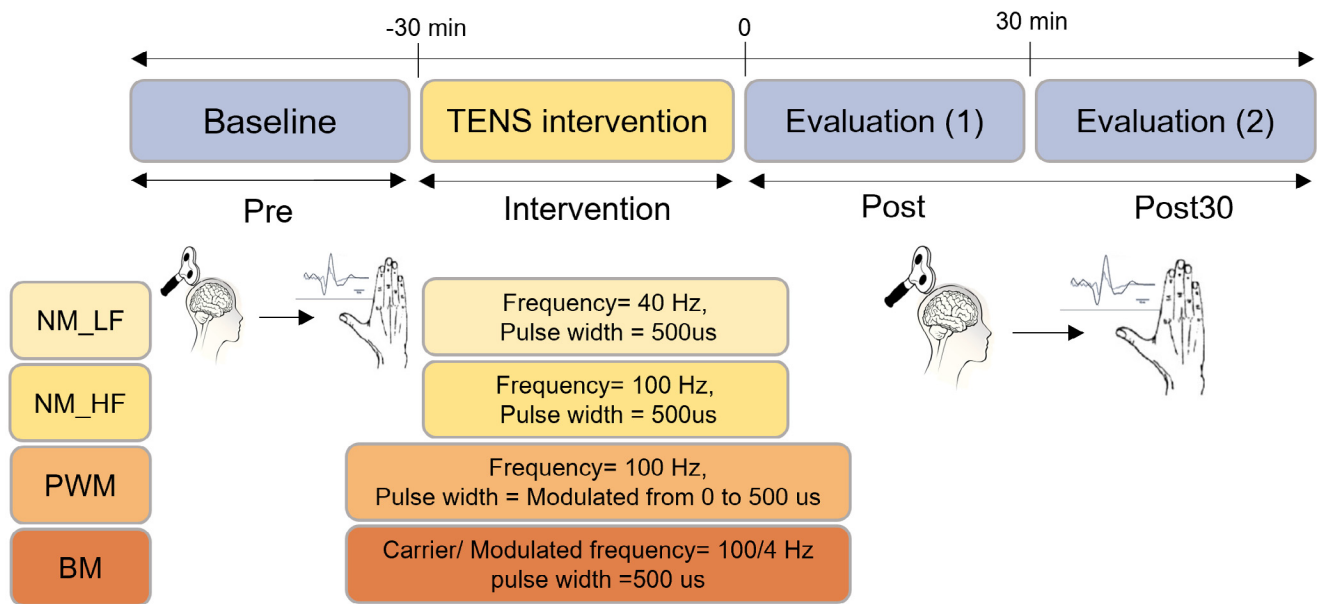 -30 min
0
30 min
Baseline
TENS intervention
Evaluation (1)
Evaluation (2)
Pre
Intervention
Post
Post30
NM_LF
Frequency= 40 Hz,
Pulse width = 500us
NM_HF
Frequency= 100 Hz,
Pulse width = 500us
PWM
Frequency= 100 Hz,
Pulse width = Modulated from 0 to 500 us
BM
Carrier/ Modulated frequency= 100/4 Hz
pulse width =500 us